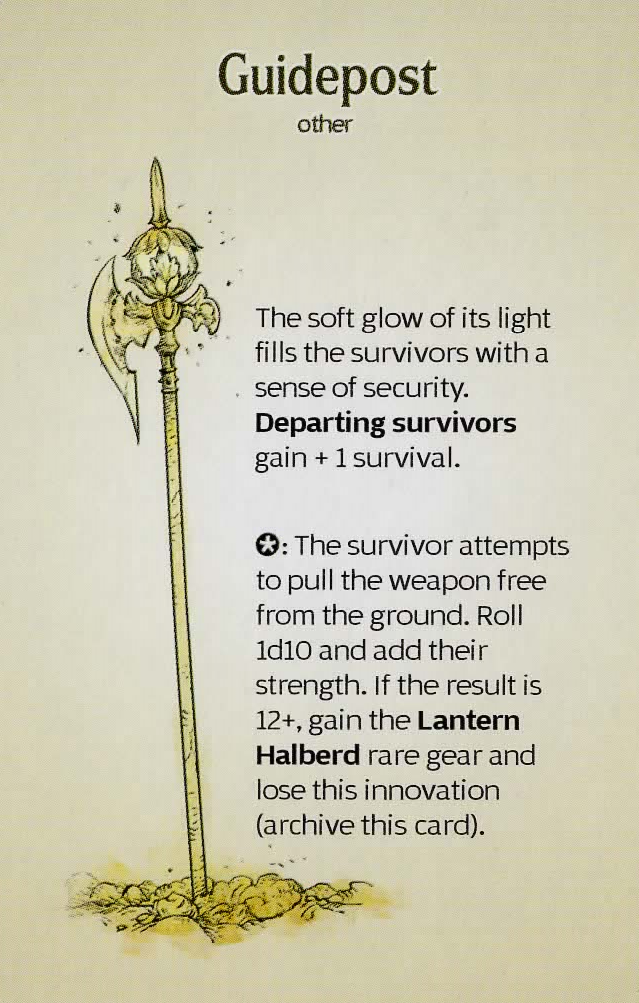 Guidepost
other
The soft glow of its light
fills the survivors with a
sense of security.
Departing survivors
gain + 1 survival.
✪: The survivor attempts
to pull the weapon free
from the ground. Roll
1d10 and add their
strength. If the result is
12+, gain the Lantern
Halberd rare gear and
lose this innovation
(archive this card).